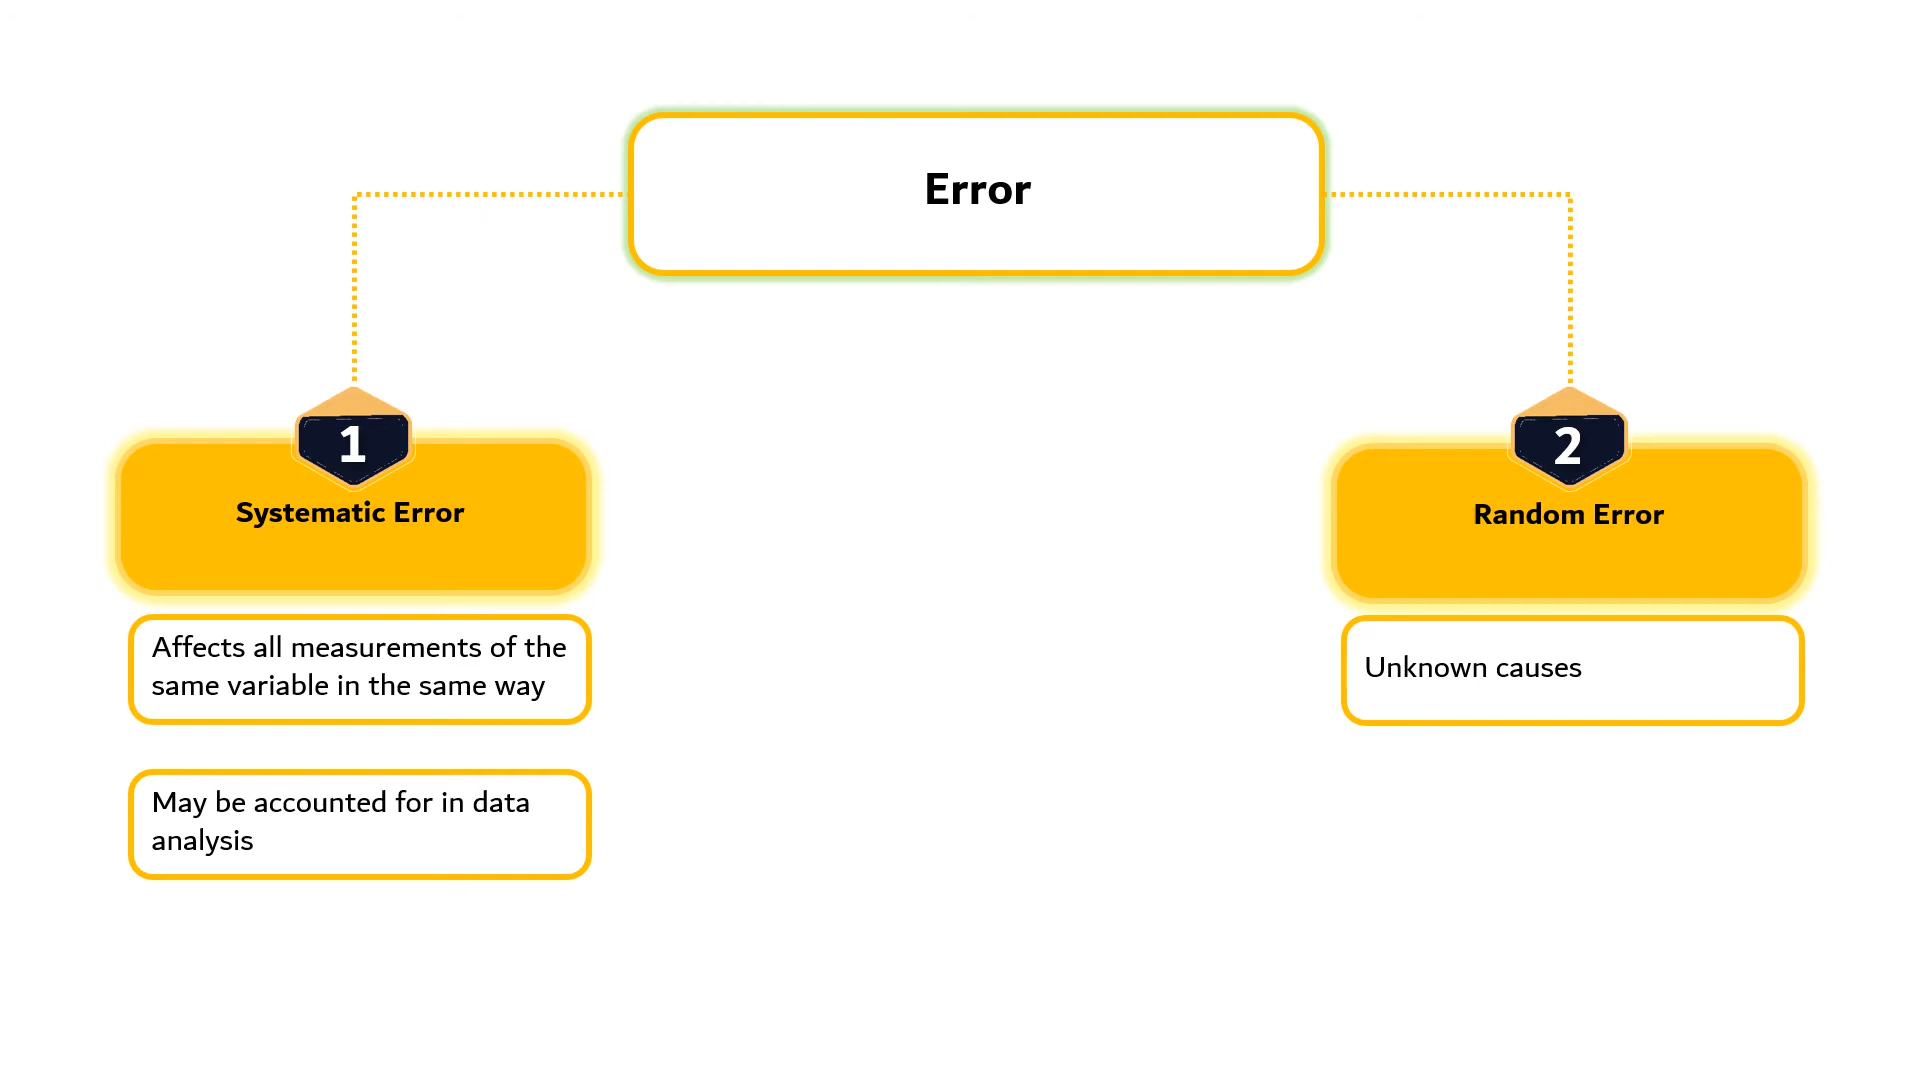 Error
1
Systematic Error
Affects all measurements of the
same variable in the same way
May be accounted for in data
analysis
2
Random Error
Unknown causes